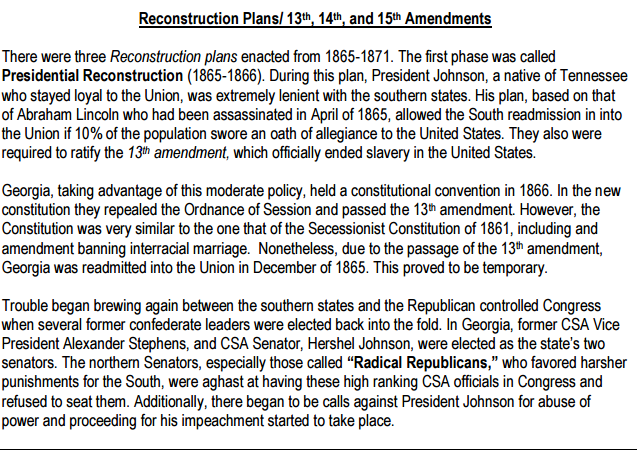 Reconstruction Plans/ 13th, 14th, and 15th Amendments
There were three Reconstruction plans enacted from 1865-1871. The first phase was called
Presidential Reconstruction (1865-1866). During this plan, President Johnson, a native of Tennessee
who stayed loyal to the Union, was extremely lenient with the southern states. His plan, based on that
of Abraham Lincoln who had been assassinated in April of 1865, allowed the South readmission in into
the Union if 10% of the population swore an oath of allegiance to the United States. They also were
required to ratify the 13th amendment, which officially ended slavery in the United States.
Georgia, taking advantage of this moderate policy, held a constitutional convention in 1866. In the new
constitution they repealed the Ordnance of Session and passed the 13th amendment. However, the
Constitution was very similar to the one that of the Secessionist Constitution of 1861, including and
amendment banning interracial marriage. Nonetheless, due to the passage of the 13th amendment,
Georgia was readmitted into the Union in December of 1865. This proved to be temporary.
Trouble began brewing again between the southern states and the Republican controlled Congress
when several former confederate leaders were elected back into the fold. In Georgia, former CSA Vice
President Alexander Stephens, and CSA Senator, Hershel Johnson, were elected as the state's two
senators. The northern Senators, especially those called “Radical Republicans,” who favored harsher
punishments for the South, were aghast at having these high ranking CSA officials in Congress and
refused to seat them. Additionally, there began to be calls against President Johnson for abuse of
power and proceeding for his impeachment started to take place.